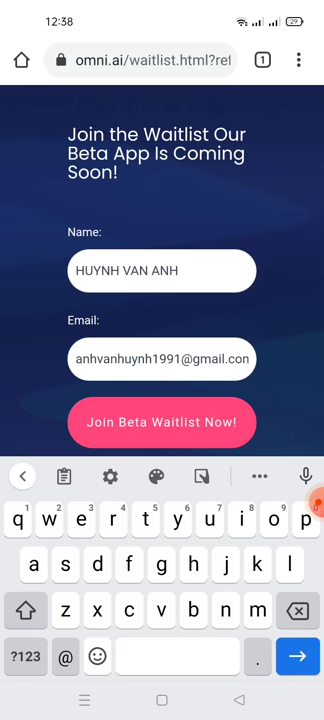 12:38
29
omni.ai/waitlist.html?ref
1
Join the Waitlist Our
Beta App Is Coming
Soon!
Name:
HUYNH VAN ANH
Email:
anhvanhuynh1991@gmail.con
Join Beta Waitlist Now!
1 2 3 4 5 6 7 8 9
q w e r t y u i o p
a s d f g h j k l
z x c v b n m
?123 @ .